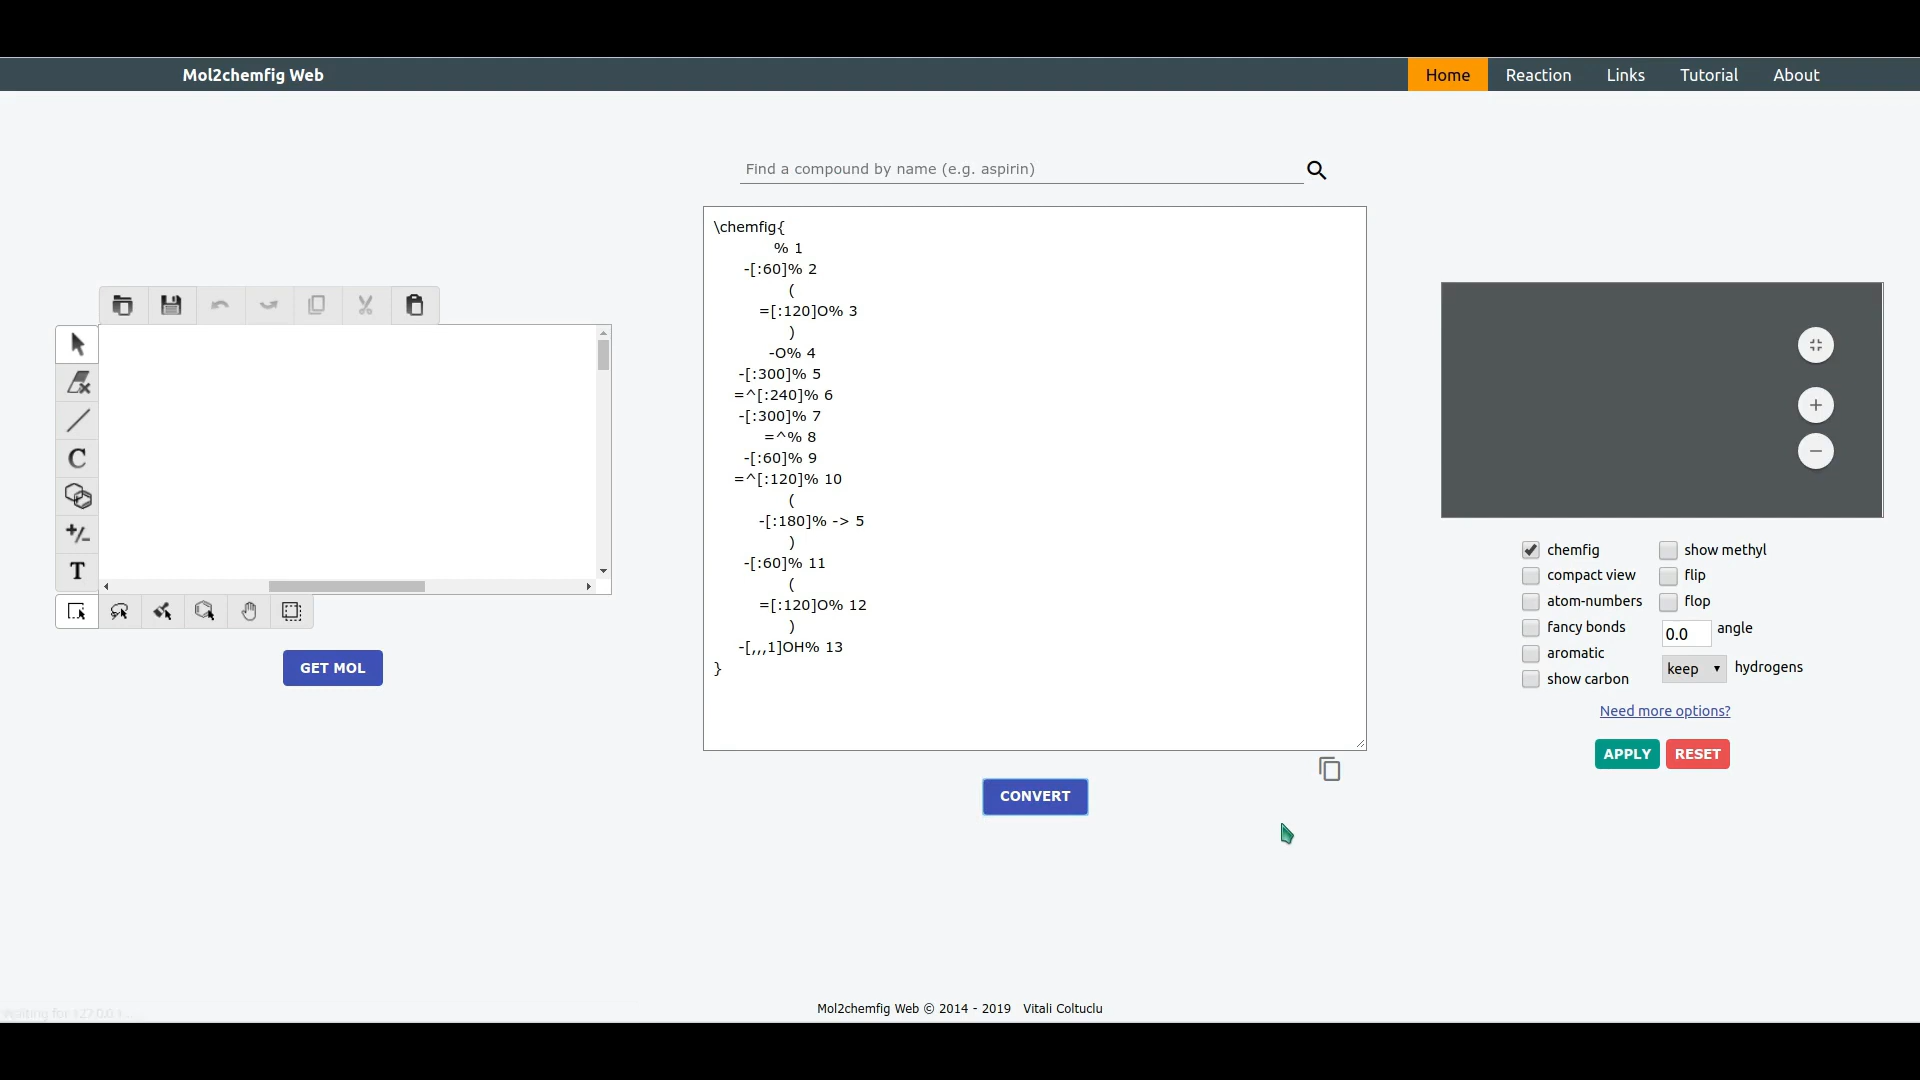 Mol2chemfig Web
Home Reaction Links Tutorial About
Find a compound by name (e.g. aspirin)
\chemfig{
% 1
-[:60]% 2
(
=[:120]O% 3
)
-O% 4
-[:300]% 5
=^[:240]% 6
-[:300]% 7
=^% 8
-[:60]% 9
=^[:120]% 10
(
-[:180]% -> 5
)
-[:60]% 11
(
=[:120]O% 12
)
-[,,,1]OH% 13
}
C
+/-
T
GET MOL
CONVERT
chemfig show methyl
compact view flip
atom-numbers flop
fancy bonds 0.0 angle
aromatic keep hydrogens
show carbon
Need more options?
APPLY RESET
Mol2chemfig Web © 2014 - 2019 Vitali Coltuclu